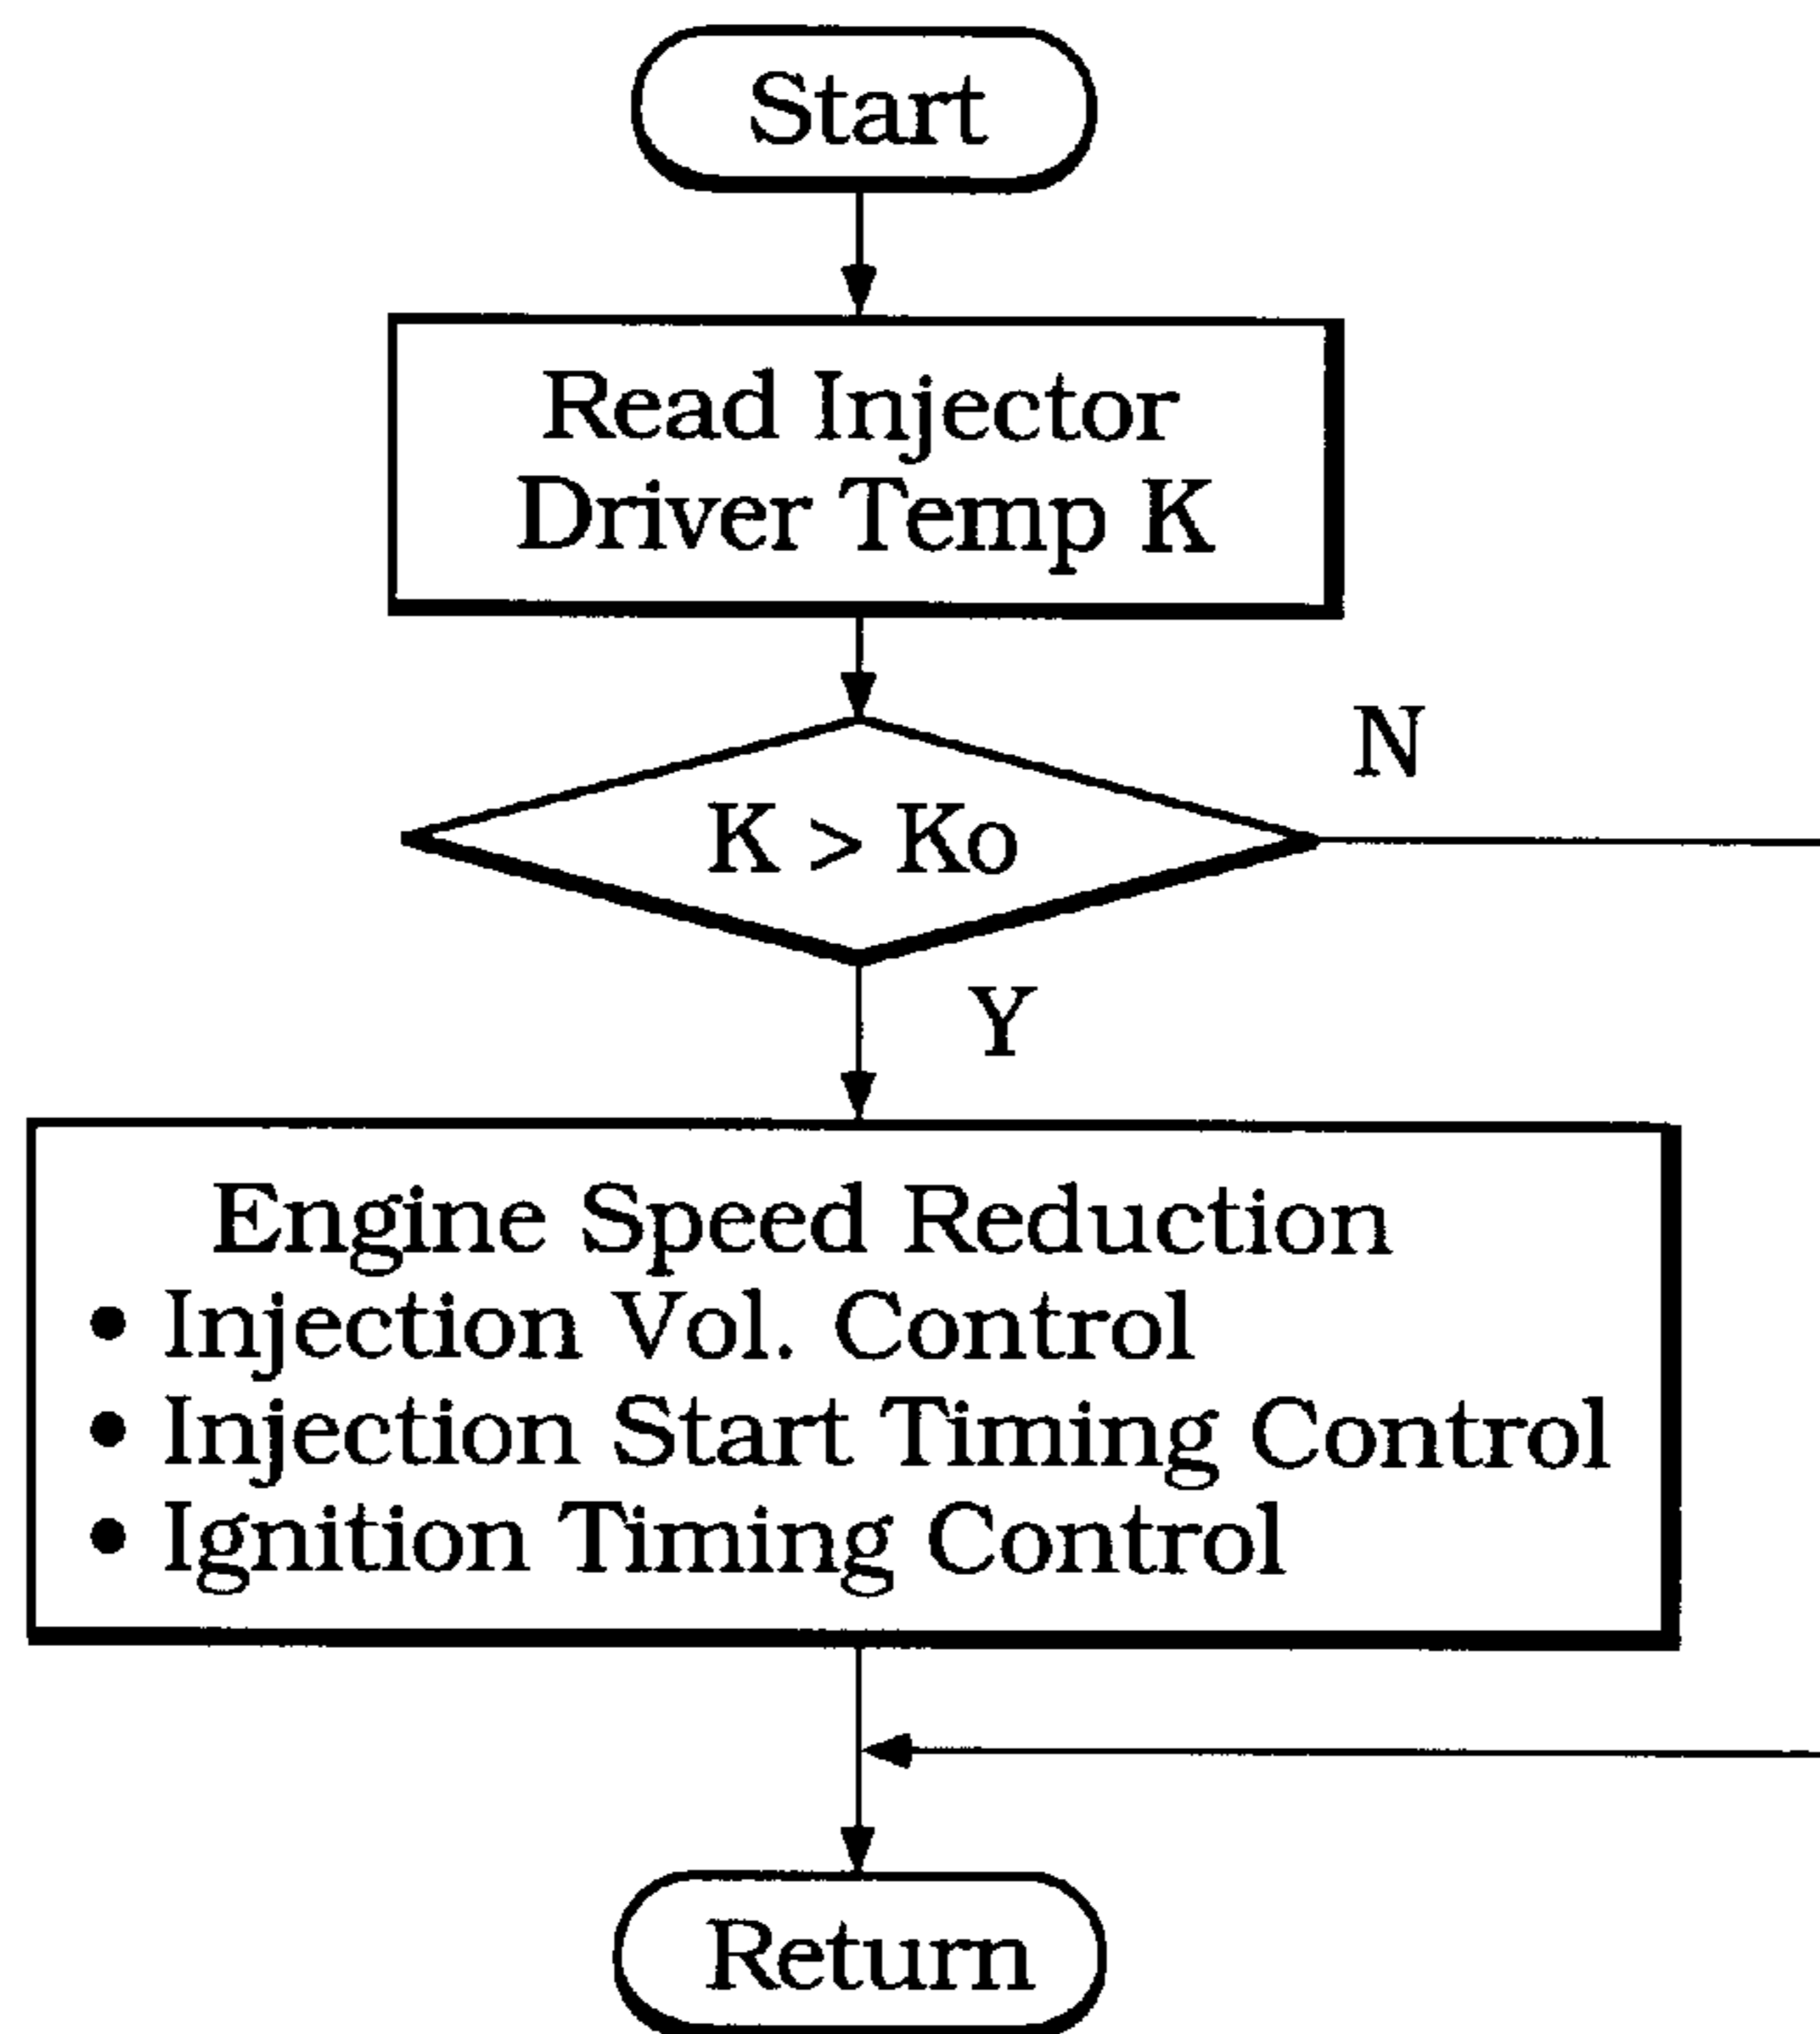 Start
Read Injector
Driver Temp K
N
K > Ko
Y
Engine Speed Reduction
• Injection Vol. Control
• Injection Start Timing Control
• Ignition Timing Control
Return